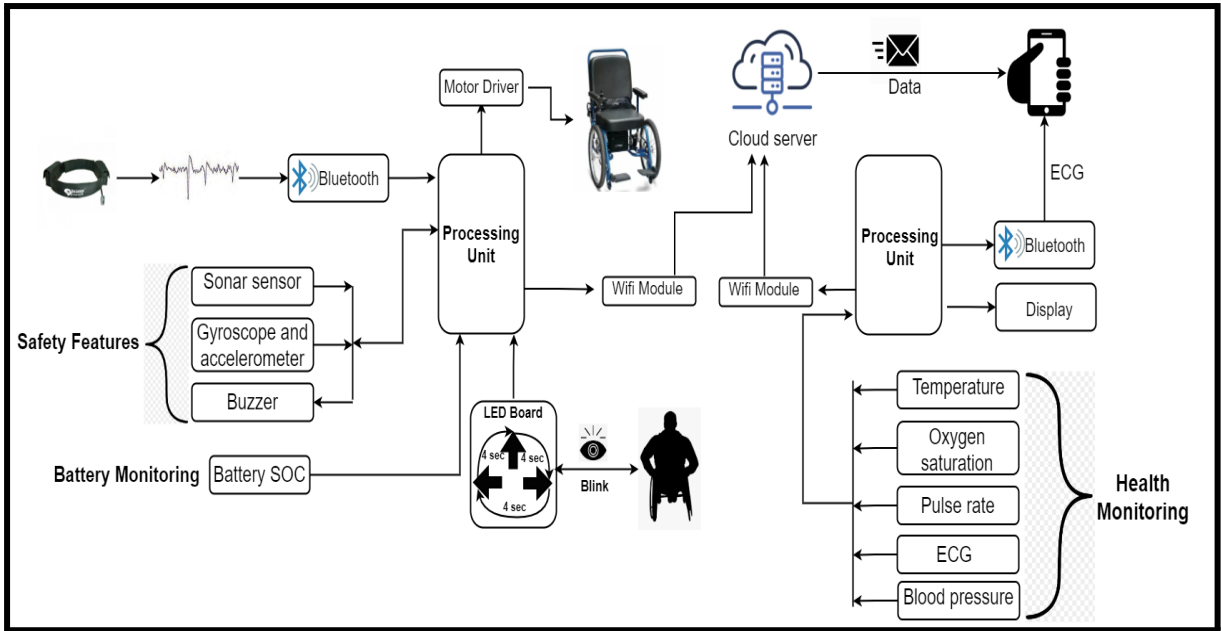 Motor Driver
Cloud server
Data
Bluetooth
Processing
Unit
Wifi Module
Wifi Module
Processing
Unit
ECG
Bluetooth
Display
Safety Features
Sonar sensor
Gyroscope and
accelerometer
Buzzer
Battery Monitoring
Battery SOC
LED Board
4 sec
4 sec
4 sec
Blink
Temperature
Oxygen
saturation
Pulse rate
ECG
Blood pressure
Health
Monitoring